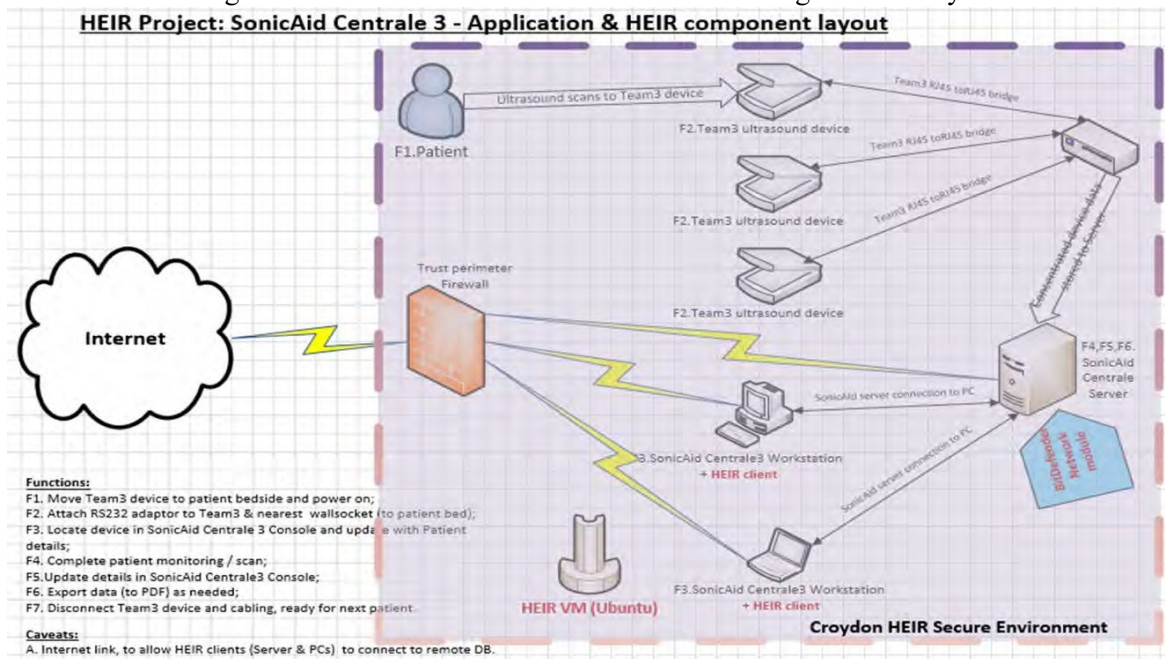 HEIR Project: SonicAid Centrale 3 - Application & HEIR component layout
Ultrasound scans to Team3 device
F1.Patient
F2.Team3 ultrasound device
Team3 RJ45 toRJ45 bridge
F2.Team3 ultrasound device
Team3 RJ45 toRJ45 bridge
F2.Team3 ultrasound device
Team3 RJ45 toRJ45 bridge
Concentrated device data
stored to Server
Internet
Trust perimeter
Firewall
F4,F5,F6.
SonicAid
Centrale
Server
SonicAid server connection to PC
3.SonicAid Centrale3 Workstation
+ HEIR client
BitDefender
Network
module
SonicAid server connection to PC
F3.SonicAid Centrale3 Workstation
+ HEIR client
HEIR VM (Ubuntu)
Croydon HEIR Secure Environment
Functions:
F1. Move Team3 device to patient bedside and power on;
F2. Attach RS232 adaptor to Team3 & nearest wallsocket (to patient bed);
F3. Locate device in SonicAid Centrale 3 Console and update with Patient
details;
F4. Complete patient monitoring / scan;
F5.Update details in SonicAid Centrale3 Console;
F6. Export data (to PDF) as needed;
F7. Disconnect Team3 device and cabling, ready for next patient.
Caveats:
A. Internet link, to allow HEIR clients (Server & PCs) to connect to remote DB.